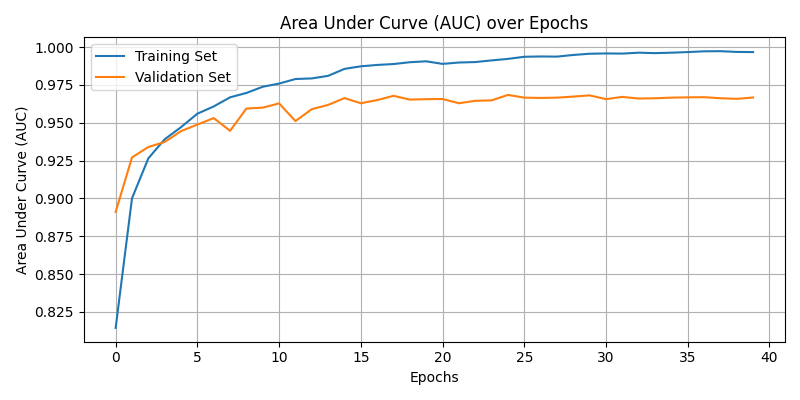 Area Under Curve (AUC) over Epochs
Training Set
Validation Set
Area Under Curve (AUC)
1.000
0.975
0.950
0.925
0.900
0.875
0.850
0.825
0 5 10 15 20 25 30 35 40
Epochs